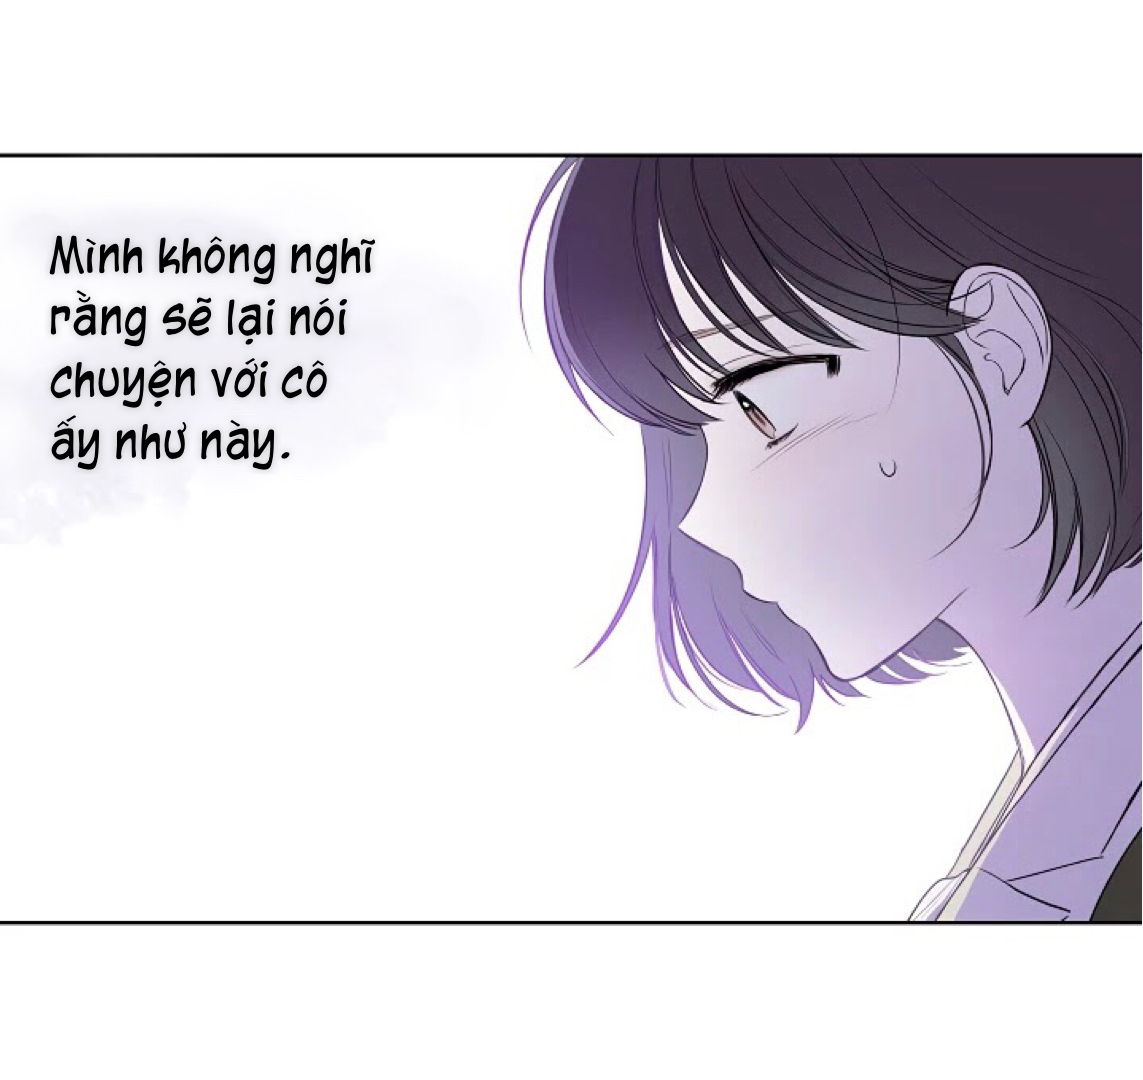 Mình không nghĩ
rằng sẽ lại nói
chuyện với cô
ấy như này.